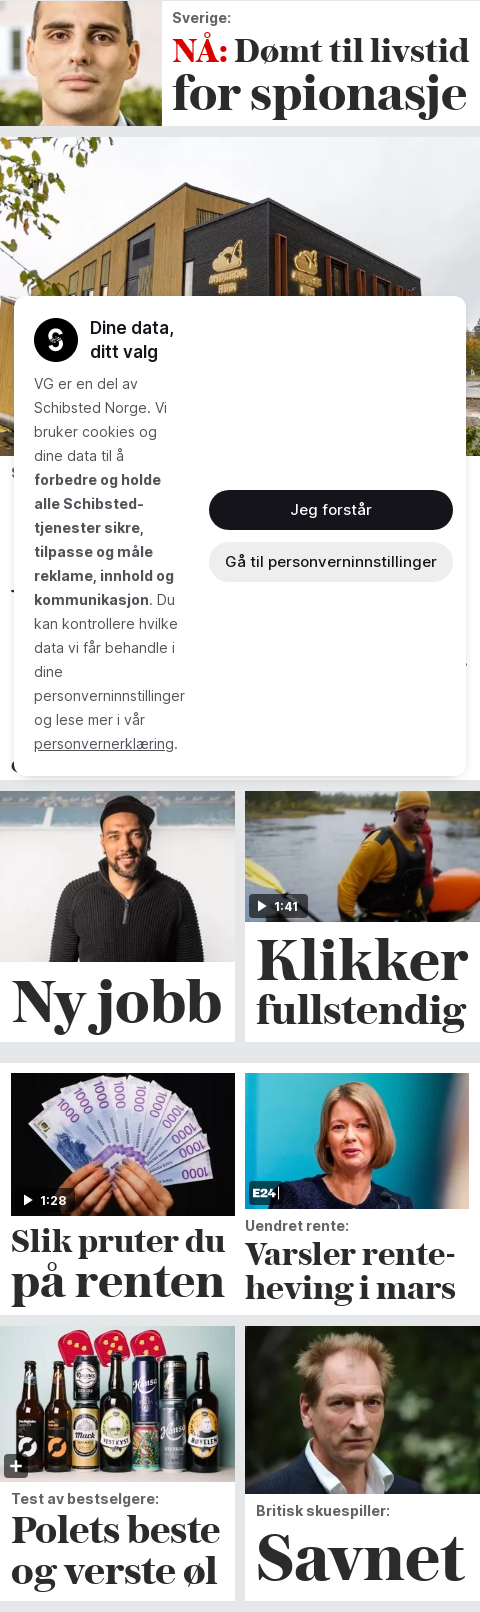 Sverige:
NÅ: Dømt til livstid
for spionasje
Dine data,
ditt valg
VG er en del av
Schibsted Norge. Vi
bruker cookies og
dine data til å
forbedre og holde
alle Schibsted-
tjenester sikre,
tilpasse og måle
reklame, innhold og
kommunikasjon. Du
kan kontrollere hvilke
data vi får behandle i
dine
personverninnstillinger
og lese mer i vår
personvernerklæring.
Jeg forstår
Gå til personverninnstillinger
1:41
Ny jobb
Klikker
fullstendig
1:28
E24
Slik pruter du
på renten
Uendret rente:
Varsler rente-
heving i mars
Test av bestselgere:
Polets beste
og verste øl
Britisk skuespiller:
Savnet